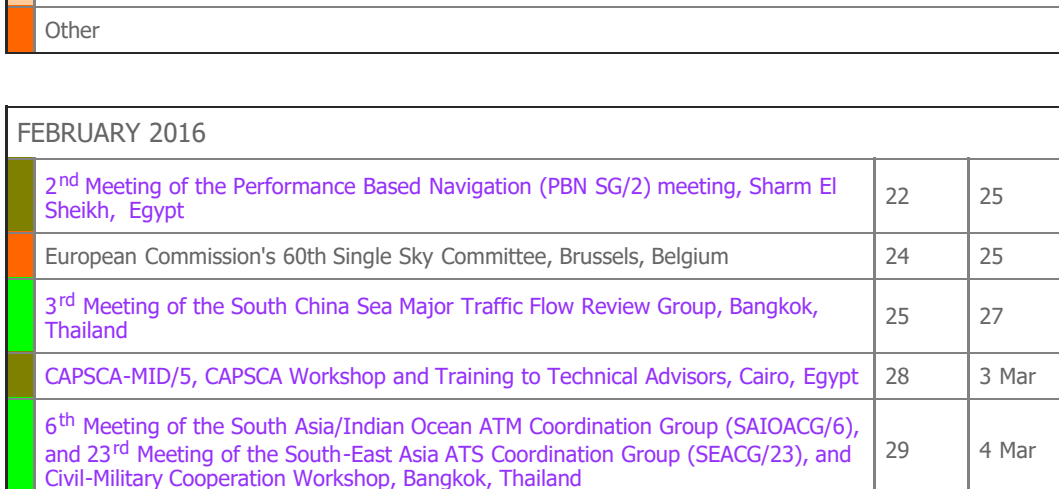 Other
FEBRUARY 2016
2nd Meeting of the Performance Based Navigation (PBN SG/2) meeting, Sharm El
Sheikh, Egypt
22
25
European Commission's 60th Single Sky Committee, Brussels, Belgium
24
25
3rd Meeting of the South China Sea Major Traffic Flow Review Group, Bangkok,
Thailand
25
27
CAPSCA-MID/5, CAPSCA Workshop and Training to Technical Advisors, Cairo, Egypt
28
3 Mar
6th Meeting of the South Asia/Indian Ocean ATM Coordination Group (SAIOACG/6),
and 23rd Meeting of the South-East Asia ATS Coordination Group (SEACG/23), and
Civil-Military Cooperation Workshop, Bangkok, Thailand
29
4 Mar